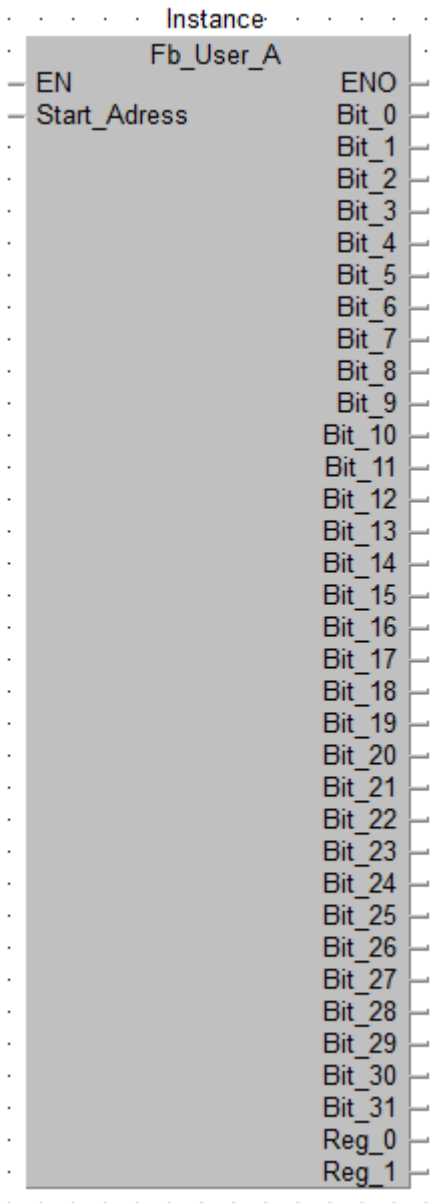 Instance
Fb_User_A
EN ENO
Start_Adress Bit_0
Bit_1
Bit_2
Bit_3
Bit_4
Bit_5
Bit_6
Bit_7
Bit_8
Bit_9
Bit_10
Bit_11
Bit_12
Bit_13
Bit_14
Bit_15
Bit_16
Bit_17
Bit_18
Bit_19
Bit_20
Bit_21
Bit_22
Bit_23
Bit_24
Bit_25
Bit_26
Bit_27
Bit_28
Bit_29
Bit_30
Bit_31
Reg_0
Reg_1